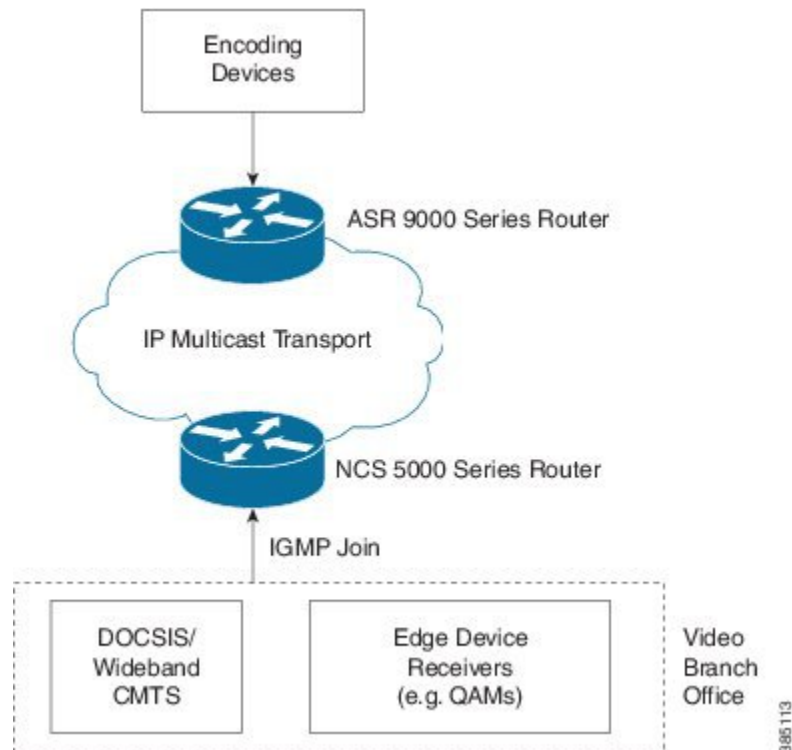 Encoding
Devices
ASR 9000 Series Router
IP Multicast Transport
NCS 5000 Series Router
IGMP Join
DOCSIS/
Wideband
CMTS
Edge Device
Receivers
(e.g. QAMs)
Video
Branch
Office
385113